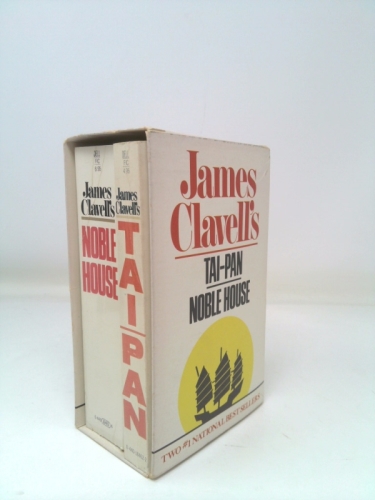 James
Clavell's
NOBLE
HOUSE
James
Clavell's
TAI-PAN
James
Clavell's
TAI-PAN
NOBLE HOUSE
TWO #1 NATIONAL BEST SELLERS